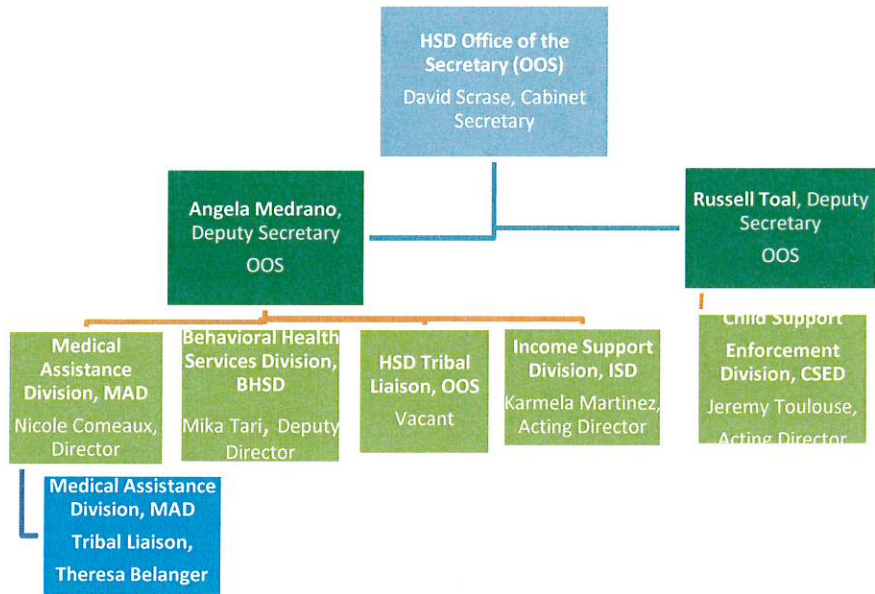 HSD Office of the
Secretary (OOS)
David Scrase, Cabinet
Secretary
Angela Medrano,
Deputy Secretary
OOS
Russell Toal, Deputy
Secretary
OOS
Medical
Assistance
Division, MAD
Nicole Comeaux,
Director
Behavioral Health
Services Division,
BHSD
Mika Tari, Deputy
Director
HSD Tribal
Liaison, OOS
Vacant
Income Support
Division, ISD
Karmela Martinez,
Acting Director
Child Support
Enforcement
Division, CSED
Jeremy Toulouse,
Acting Director
Medical Assistance
Division, MAD
Tribal Liaison,
Theresa Belanger